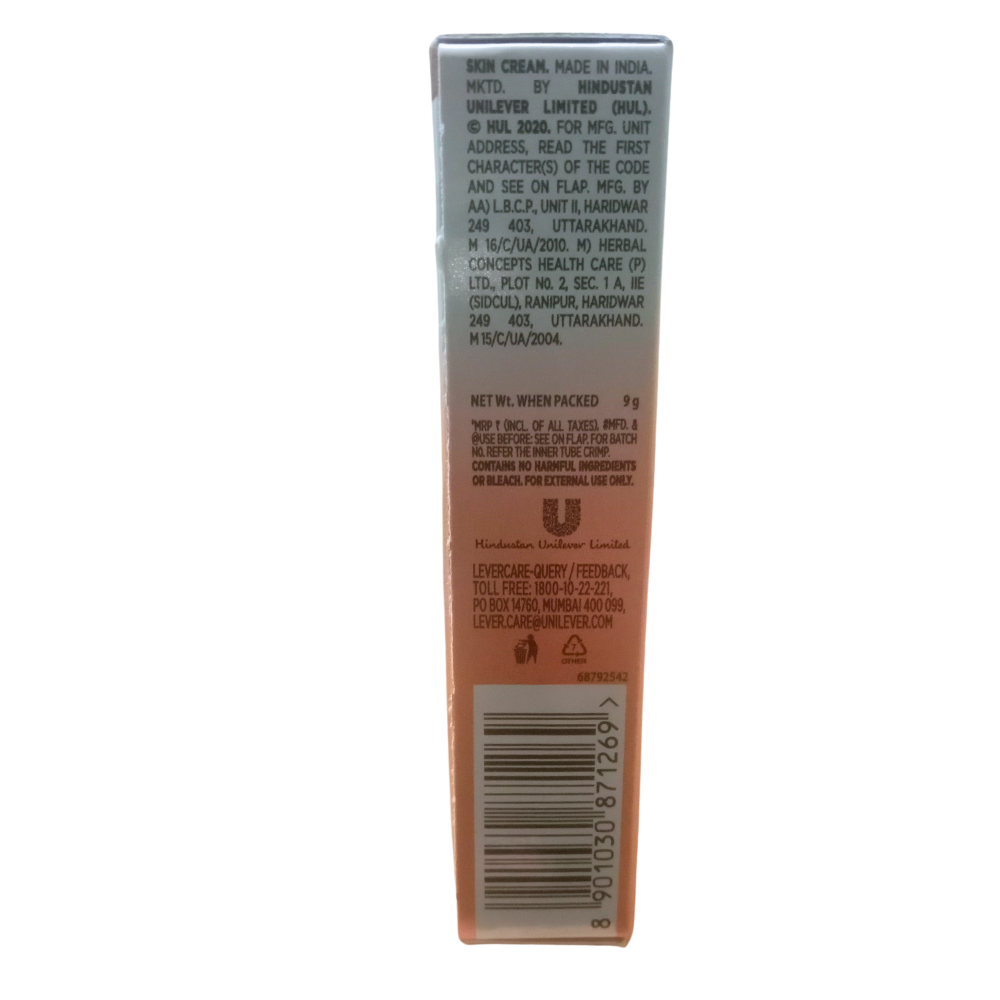 SKIN CREAM. MADE IN INDIA.
MKTD. BY HINDUSTAN
UNILEVER LIMITED (HUL).
© HUL 2020. FOR MFG. UNIT
ADDRESS, READ THE FIRST
CHARACTER(S) OF THE CODE
AND SEE ON FLAP. MFG. BY
AA) L.B.C.P., UNIT II, HARIDWAR
249 403, UTTARAKHAND.
M 16/C/UA/2010. M) HERBAL
CONCEPTS HEALTH CARE (P)
LTD., PLOT No. 2, SEC. 1 A, IIE
(SIDCUL), RANIPUR, HARIDWAR
249 403, UTTARAKHAND.
M 15/C/UA/2004.
NET Wt. WHEN PACKED 9 g
*MRP ₹ (INCL. OF ALL TAXES), #MFD. &
@USE BEFORE: SEE ON FLAP. FOR BATCH
No. REFER THE INNER TUBE CRIMP.
CONTAINS NO HARMFUL INGREDIENTS
OR BLEACH. FOR EXTERNAL USE ONLY.
Hindustan Unilever Limited
LEVERCARE-QUERY / FEEDBACK,
TOLL FREE: 1800-10-22-221,
PO BOX 14760, MUMBAI 400 099,
LEVER.CARE@UNILEVER.COM
7
OTHER
68792542
8 901030 871269 >